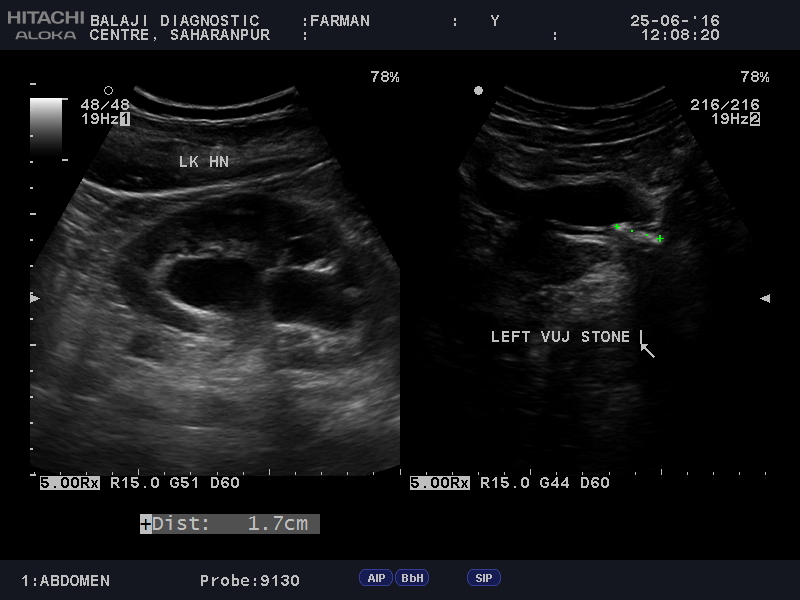 HITACHI ALOKA
BALAJI DIAGNOSTIC :FARMAN : Y 25-06-'16
CENTRE, SAHARANPUR : : 12:08:20
78% 78%
48/48 216/216
19Hz1 19Hz2
LK HN
LEFT VUJ STONE
5.00Rx R15.0 G51 D60 5.00Rx R15.0 G44 D60
+Dist: 1.7cm
1:ABDOMEN Probe:9130 AIP BbH SIP